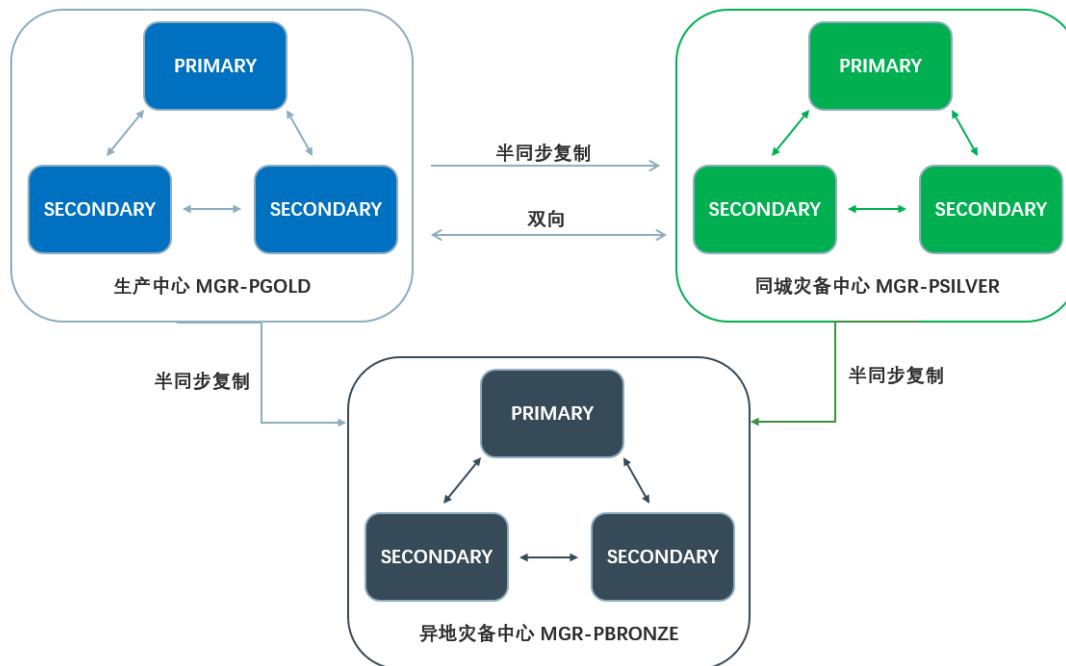 PRIMARY
SECONDARY
SECONDARY
生产中心 MGR-PGOLD
半同步复制
双向
PRIMARY
SECONDARY
SECONDARY
同城灾备中心 MGR-PSILVER
半同步复制
半同步复制
PRIMARY
SECONDARY
SECONDARY
异地灾备中心 MGR-PBRONZE